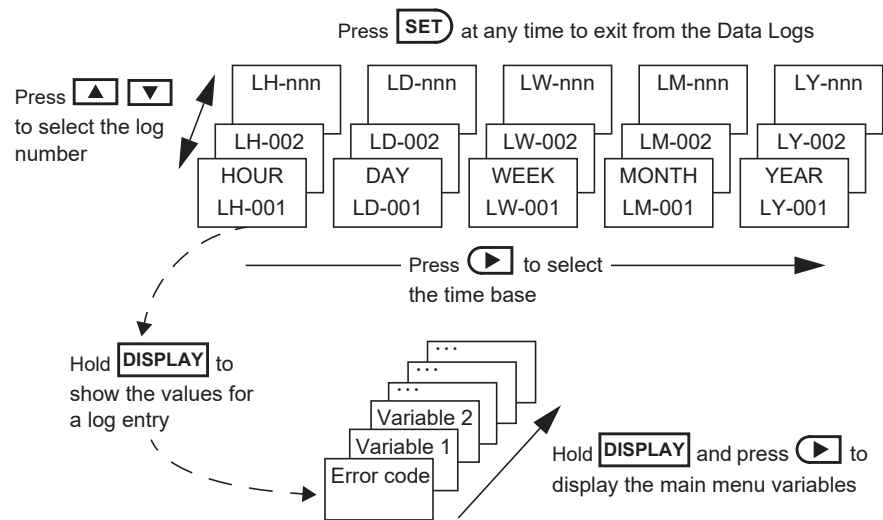 Press SET at any time to exit from the Data Logs
Press ▲ ▼
to select the log
number
LH-nnn LD-nnn LW-nnn LM-nnn LY-nnn
LH-002 LD-002 LW-002 LM-002 LY-002
HOUR DAY WEEK MONTH YEAR
LH-001 LD-001 LW-001 LM-001 LY-001
Press ▶ to select
the time base
Hold DISPLAY to
show the values for
a log entry
...
...
...
Variable 2
Variable 1
Error code
Hold DISPLAY and press ▶ to
display the main menu variables